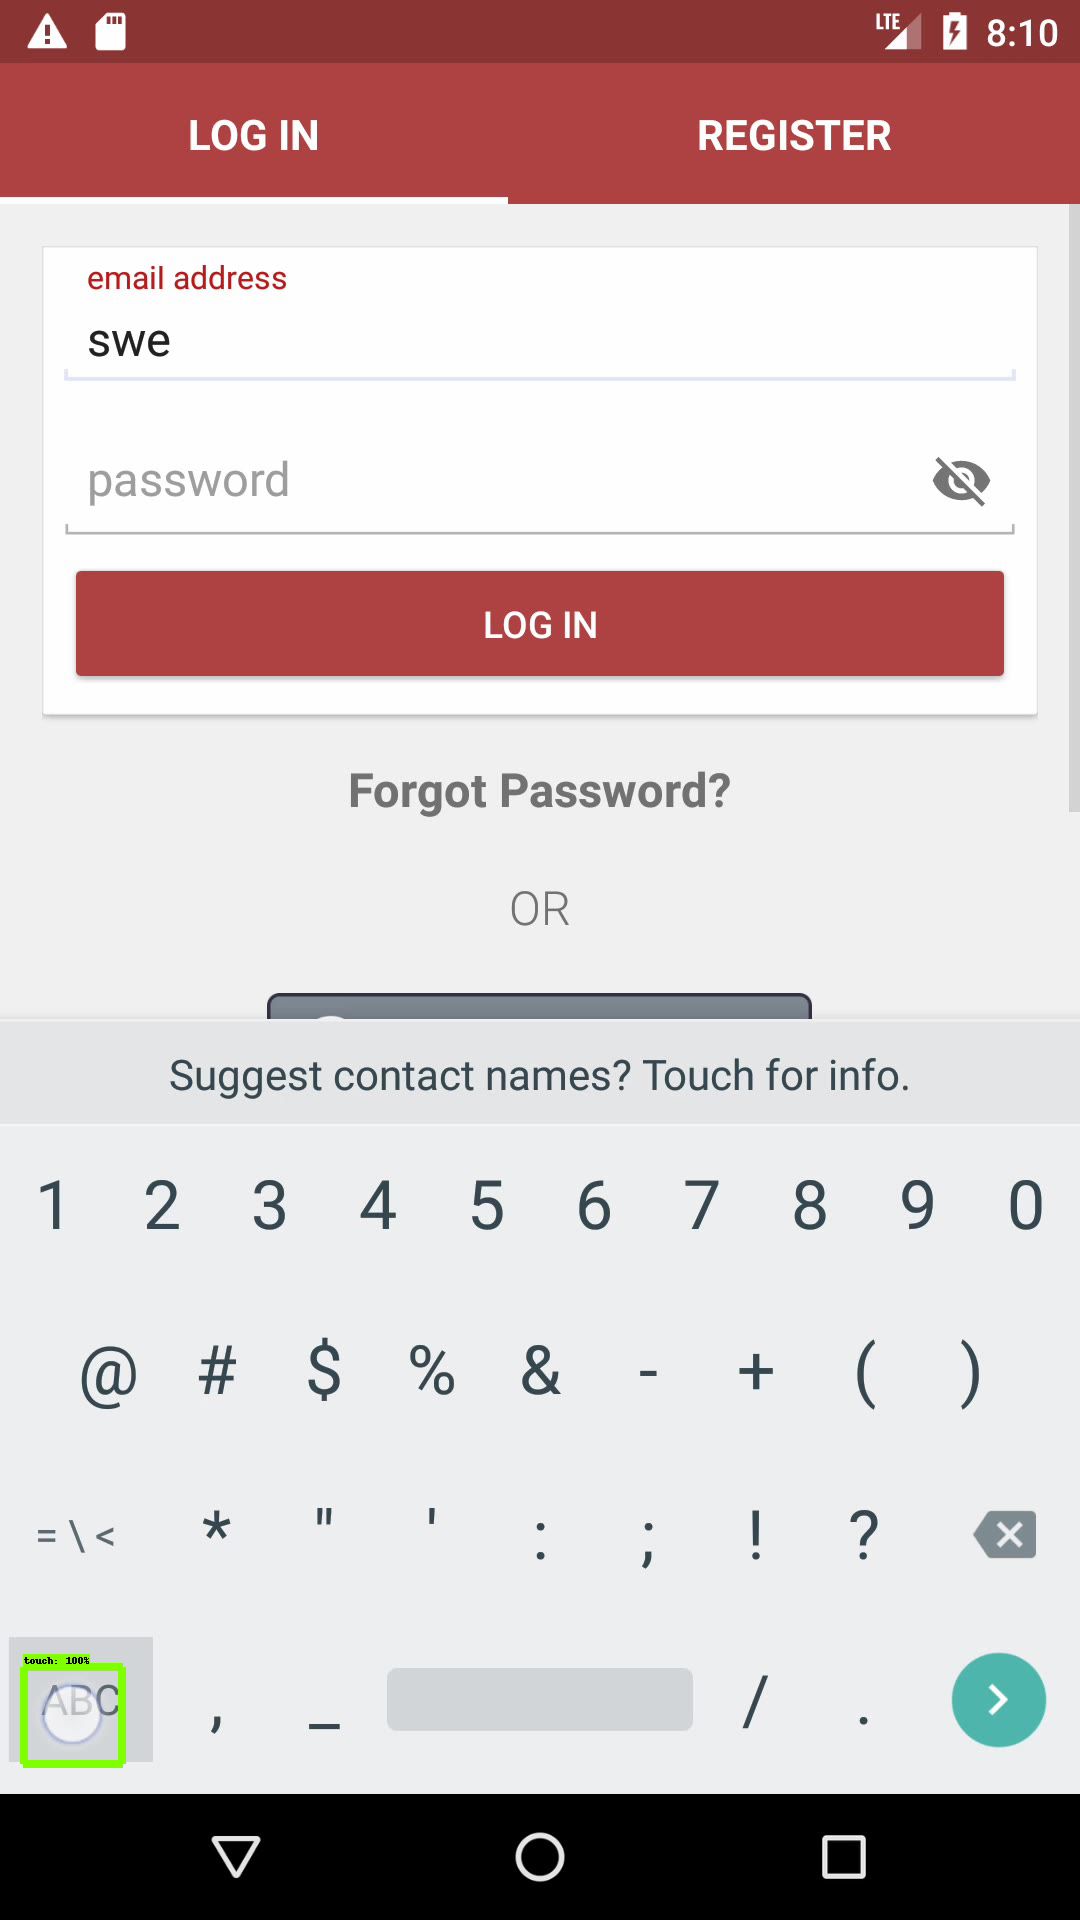 LTE 8:10
LOG IN REGISTER
email address
swe
password
LOG IN
Forgot Password?
OR
Suggest contact names? Touch for info.
1 2 3 4 5 6 7 8 9 0
@ # $ % & - + ( )
= \ < * " ' : ; ! ?
touch: 100%
ABC , _ / .